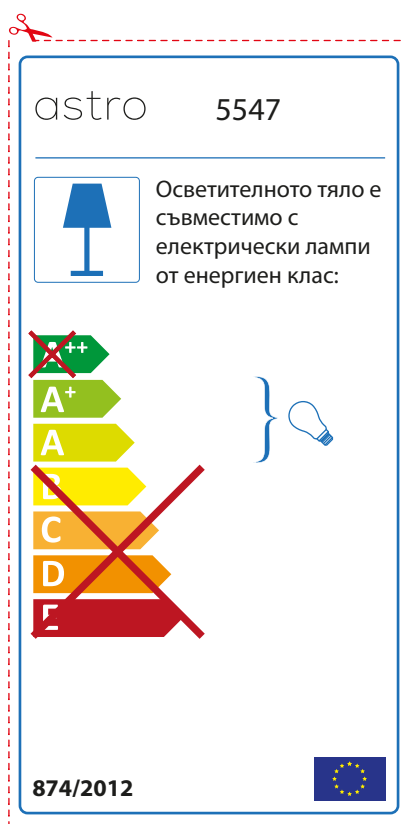 astro 5547
Осветителното тяло е
съвместимо с
електрически лампи
от енергиен клас:
A++
A+
A
B
C
D
E
874/2012